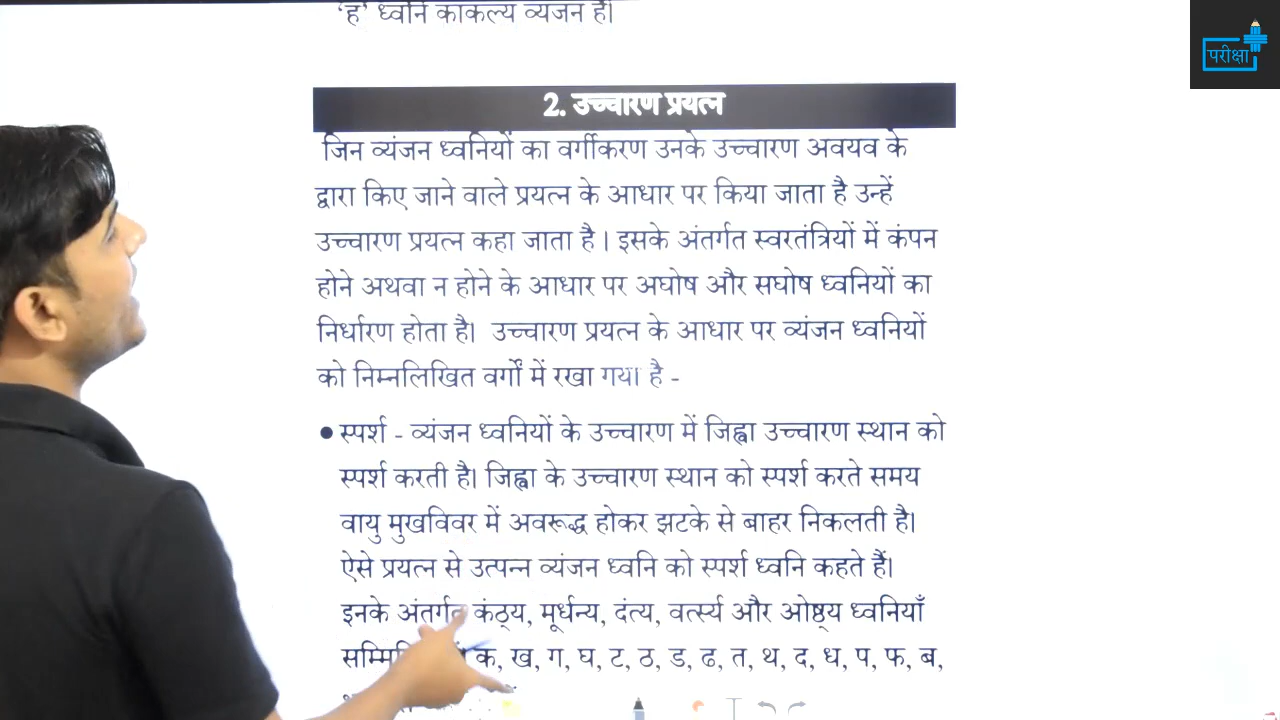 'ह' ध्वनि काकल्य व्यंजन है।
परीक्षा
2. उच्चारण प्रयत्न
जिन व्यंजन ध्वनियों का वर्गीकरण उनके उच्चारण अवयव के
द्वारा किए जाने वाले प्रयत्न के आधार पर किया जाता है उन्हें
उच्चारण प्रयत्न कहा जाता है । इसके अंतर्गत स्वरतंत्रियों में कंपन
होने अथवा न होने के आधार पर अघोष और सघोष ध्वनियों का
निर्धारण होता है। उच्चारण प्रयत्न के आधार पर व्यंजन ध्वनियों
को निम्नलिखित वर्गों में रखा गया है -
● स्पर्श - व्यंजन ध्वनियों के उच्चारण में जिह्वा उच्चारण स्थान को
स्पर्श करती है। जिह्वा के उच्चारण स्थान को स्पर्श करते समय
वायु मुखविवर में अवरूद्ध होकर झटके से बाहर निकलती है।
ऐसे प्रयत्न से उत्पन्न व्यंजन ध्वनि को स्पर्श ध्वनि कहते हैं।
इनके अंतर्गत कंठ्य, मूर्धन्य, दंत्य, वर्त्स्य और ओष्ठ्य ध्वनियाँ
क, ख, ग, घ, ट, ठ, ड, ढ, त, थ, द, ध, प, फ, ब,